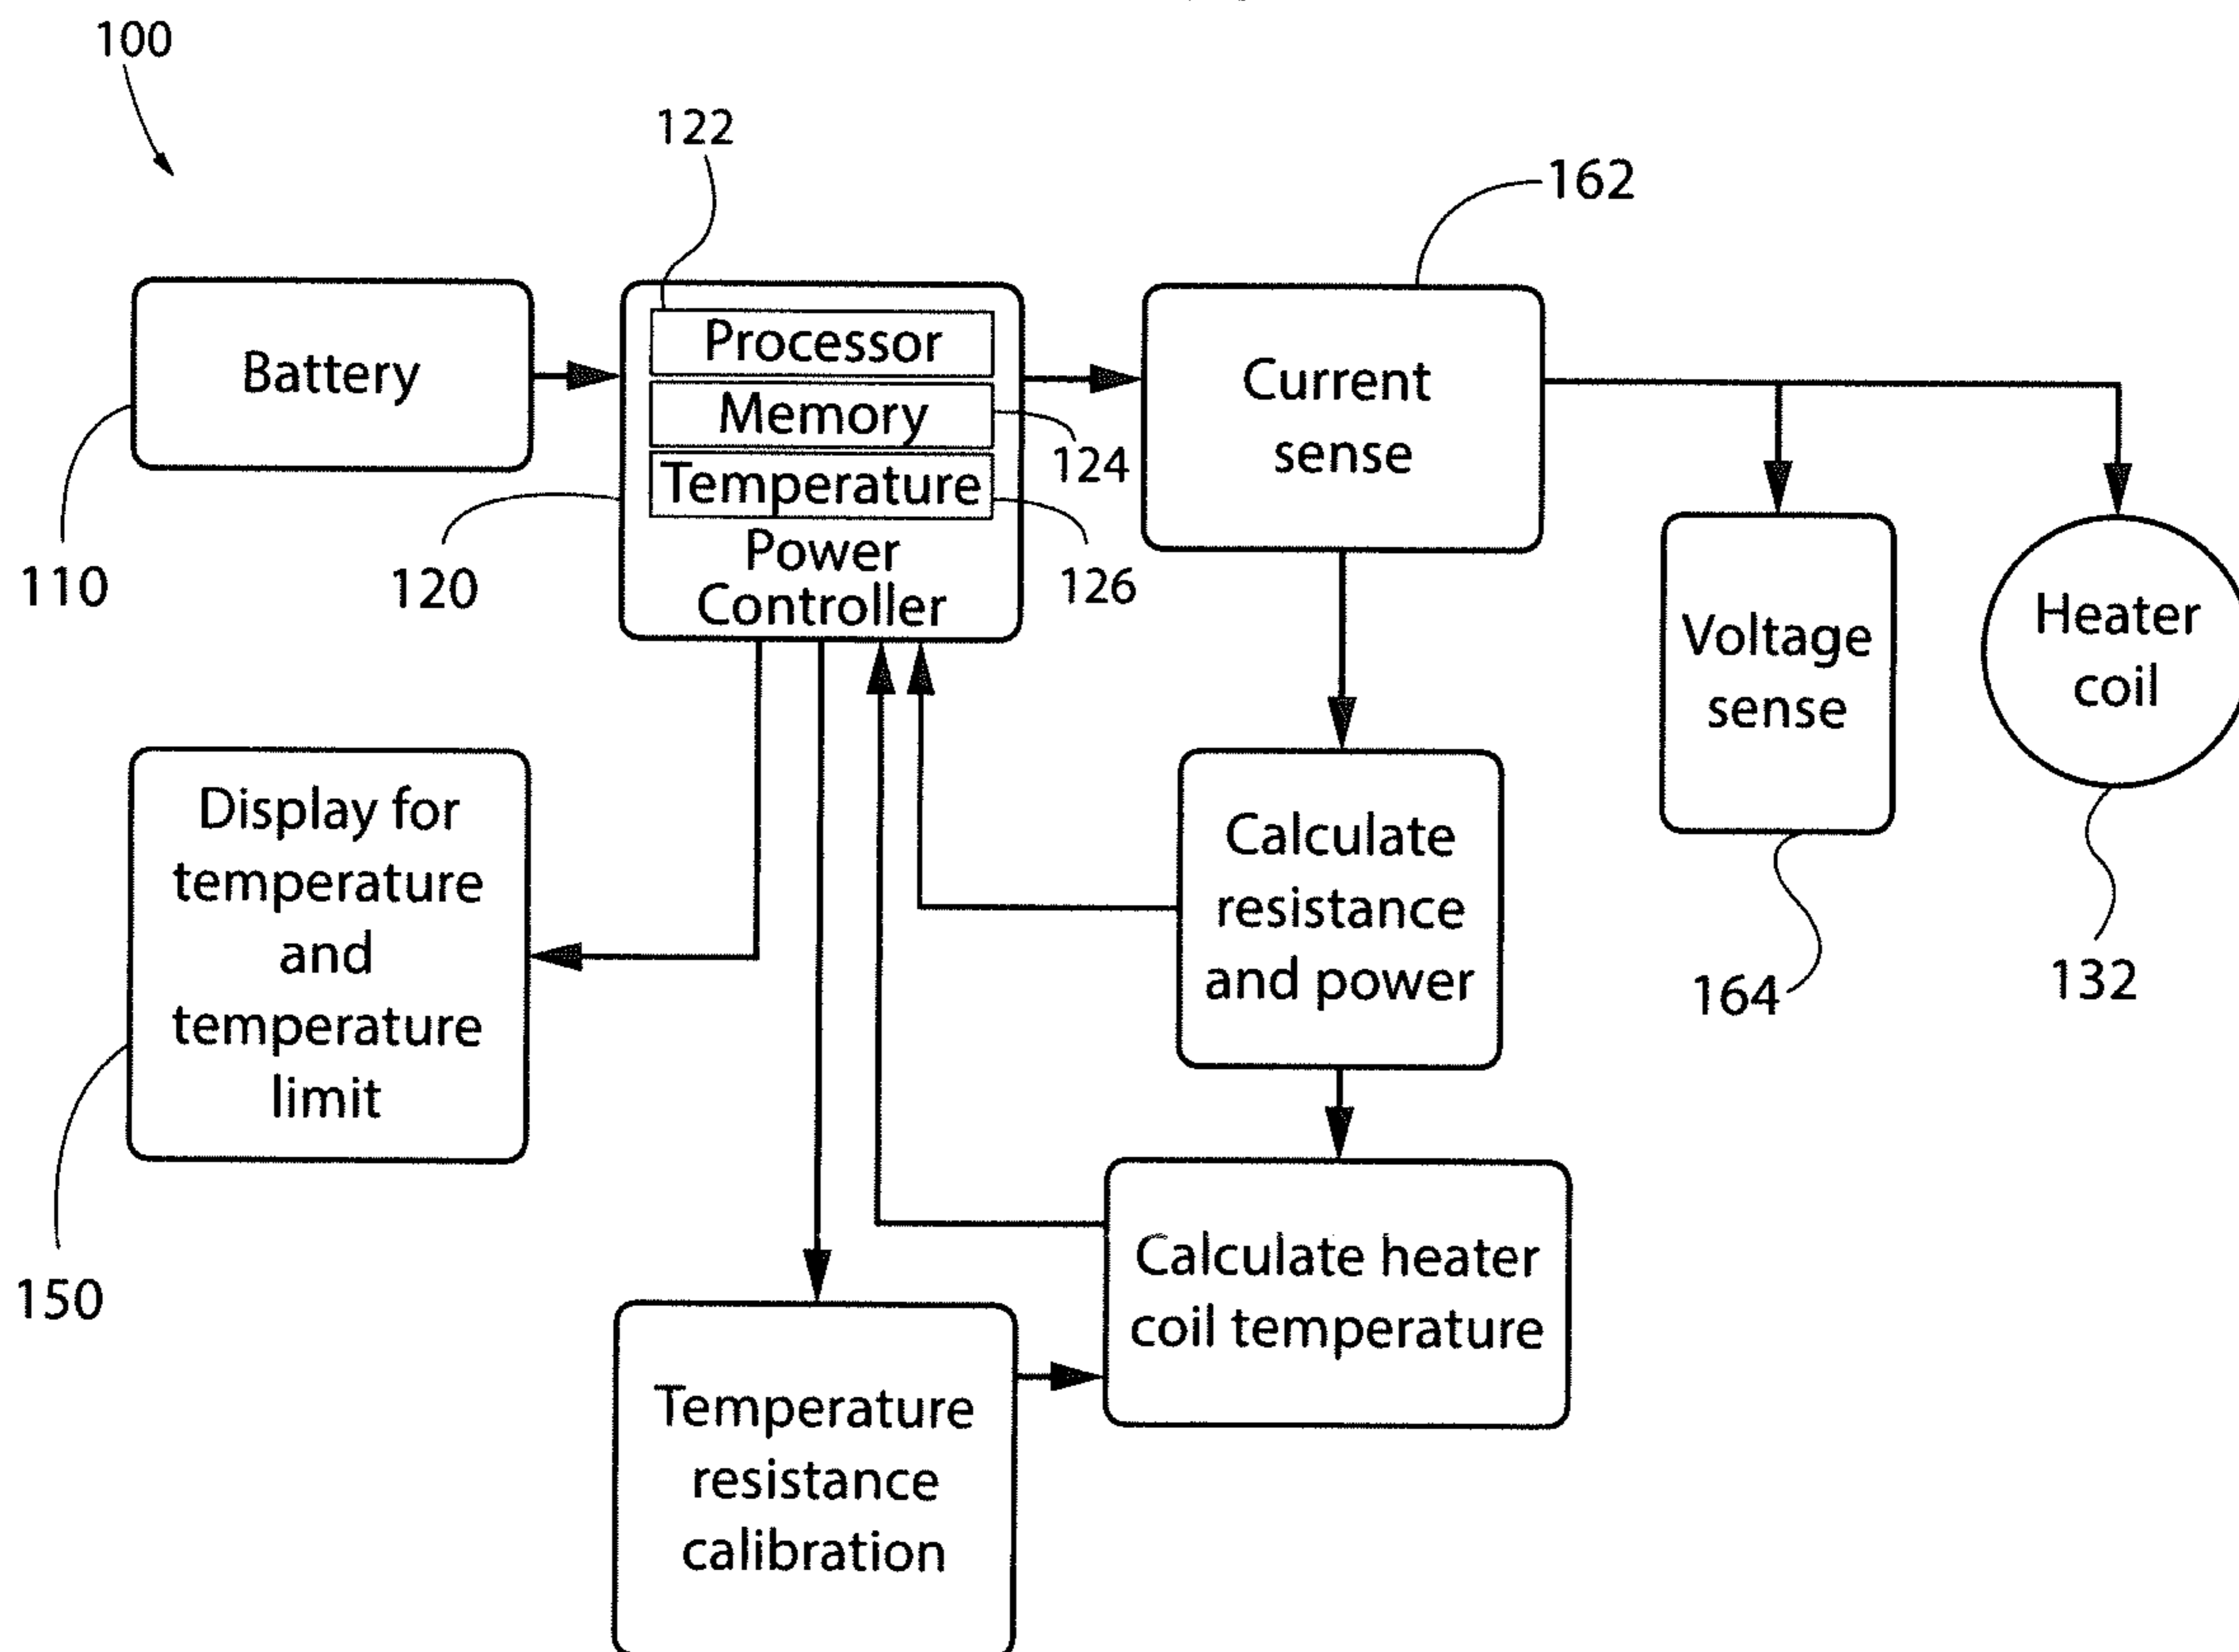 100
122
162
Battery
Processor
Memory
Temperature
Power
Controller
Current
sense
124
126
110
120
Voltage
sense
Heater
coil
Display for
temperature
and
temperature
limit
Calculate
resistance
and power
164
132
150
Calculate heater
coil temperature
Temperature
resistance
calibration